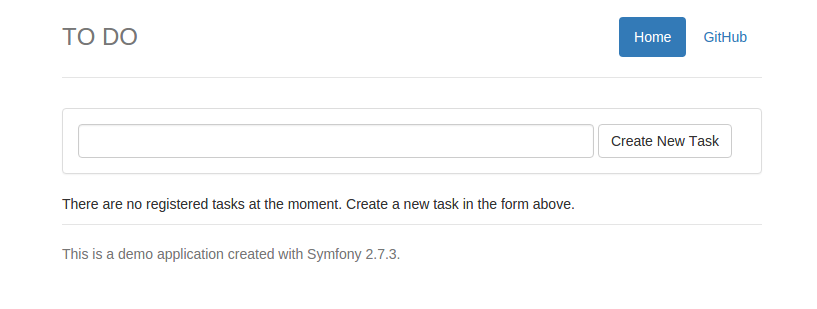 TO DO
Home
GitHub
Create New Task
There are no registered tasks at the moment. Create a new task in the form above.
This is a demo application created with Symfony 2.7.3.